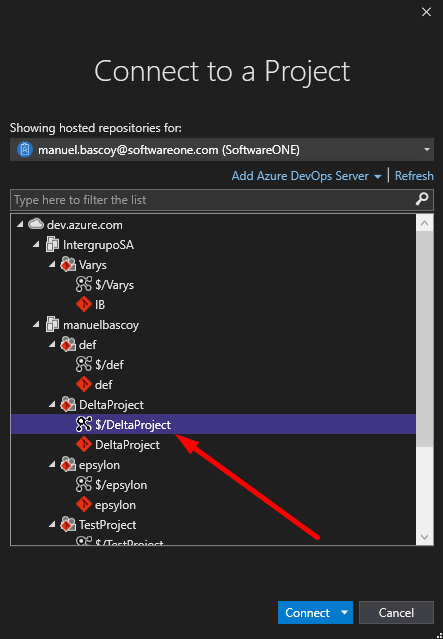 Connect to a Project
Showing hosted repositories for:
manuel.bascoy@softwareone.com (SoftwareONE)
Add Azure DevOps Server | Refresh
Type here to filter the list
dev.azure.com
IntergrupoSA
Varys
$/Varys
IB
manuelbascoy
def
$/def
def
DeltaProject
$/DeltaProject
DeltaProject
epsylon
$/epsylon
epsylon
TestProject
$/TestProject
Connect
Cancel